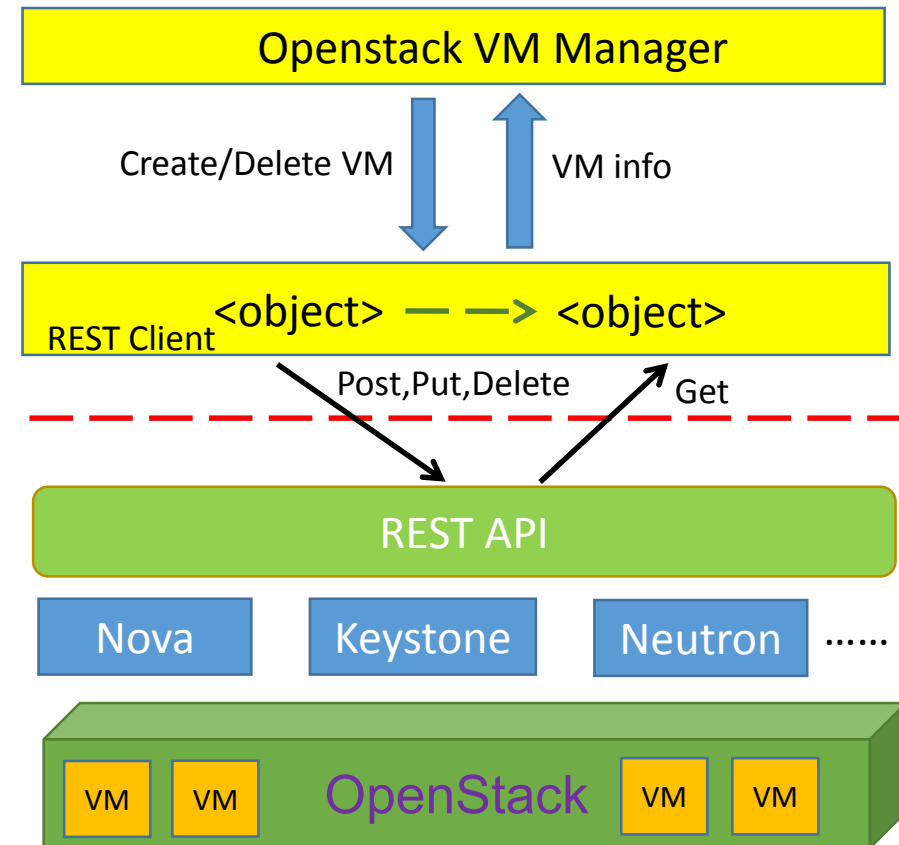 Openstack VM Manager
Create/Delete VM
VM info
<object>
<object>
REST Client
Post,Put,Delete
Get
REST API
Nova
Keystone
Neutron
......
VM
VM
OpenStack
VM
VM